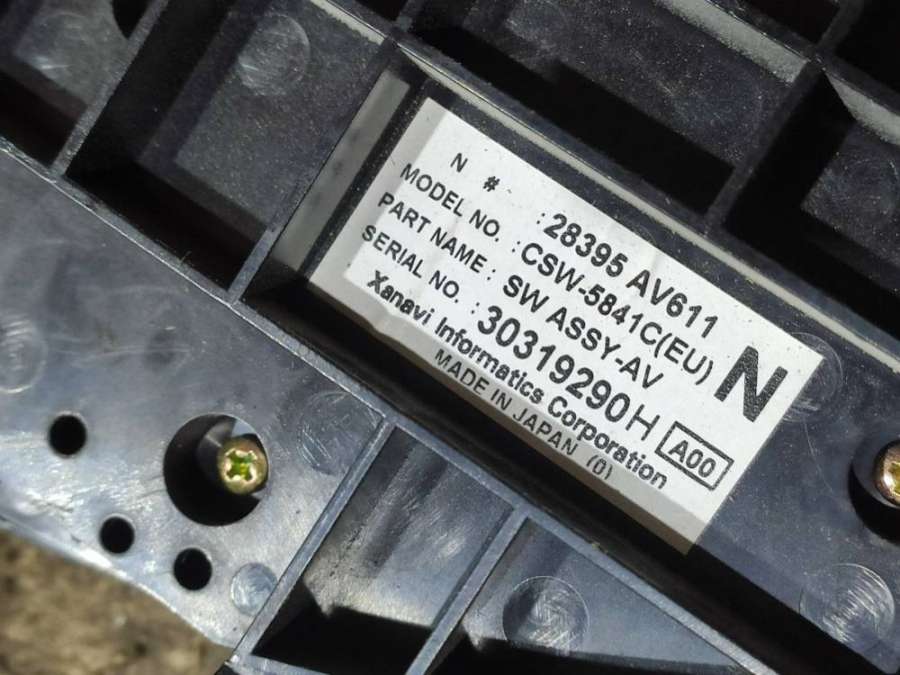 N # : 28395 AV611
MODEL NO. : CSW-5841C(EU)
PART NAME : SW ASSY-AV
SERIAL NO. : 30319290H
N
A00
Xanavi Informatics Corporation
MADE IN JAPAN (0)